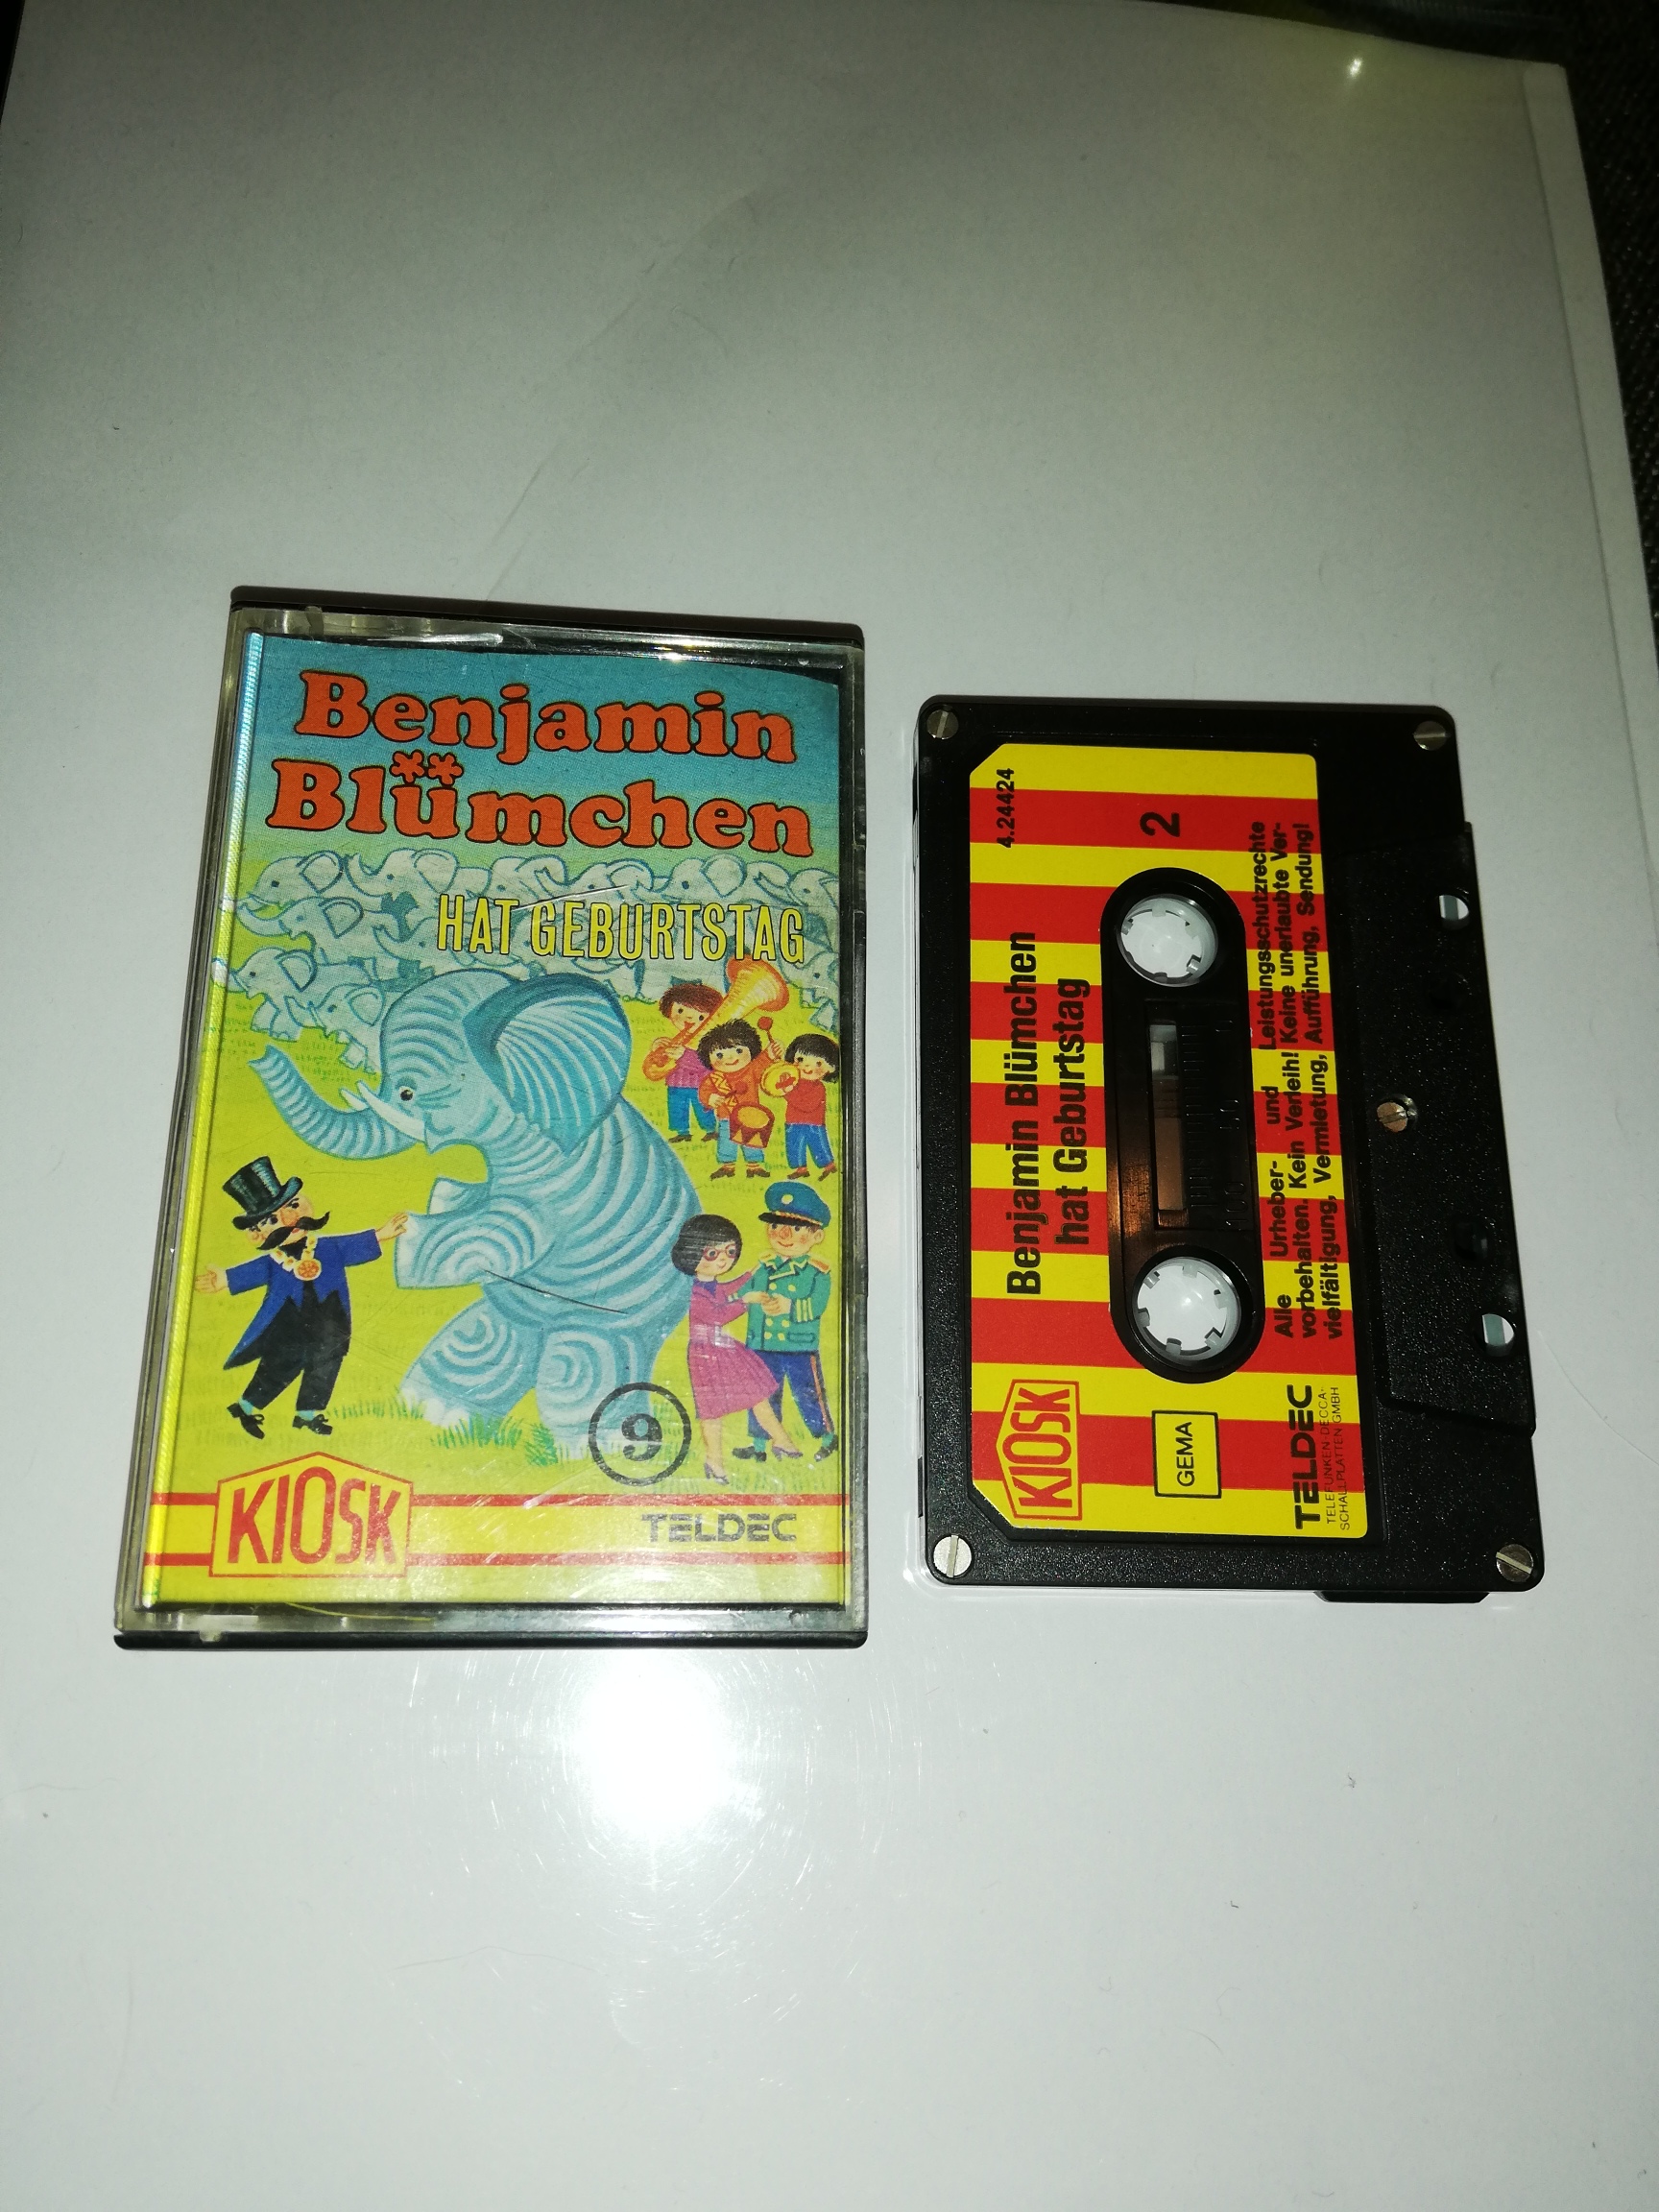 Benjamin
Blümchen
HAT GEBURTSTAG
9
KIOSK
TELDEC
4.24424
2
Benjamin Blümchen
hat Geburtstag
KIOSK
GEMA
Alle Urheber- und Leistungsschutzrechte
vorbehalten. Kein Verleih! Keine unerlaubte Ver-
vielfältigung, Vermietung, Aufführung, Sendung!
TELDEC
TELEFUNKEN-DECCA-
SCHALLPLATTEN GMBH